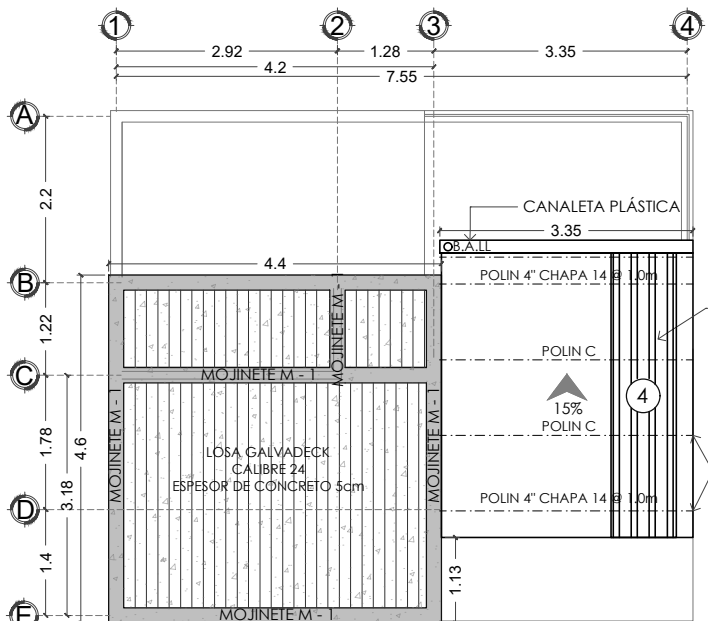 1
2
3
4
2.92
1.28
3.35
4.2
7.55
A
2.2
CANALETA PLÁSTICA
3.35
B.A.LL
4.4
POLIN 4" CHAPA 14 @ 1.0m
B
1.22
MOJINETE M - 1
POLIN C
MOJINETE M - 1
C
15%
4
POLIN C
MOJINETE M - 1
MOJINETE M - 1
1.78
4.6
3.18
LOSA GALVADECK
CALIBRE 24
ESPESOR DE CONCRETO 5cm
POLIN 4" CHAPA 14 @ 1.0m
D
1.4
1.13
MOJINETE M - 1